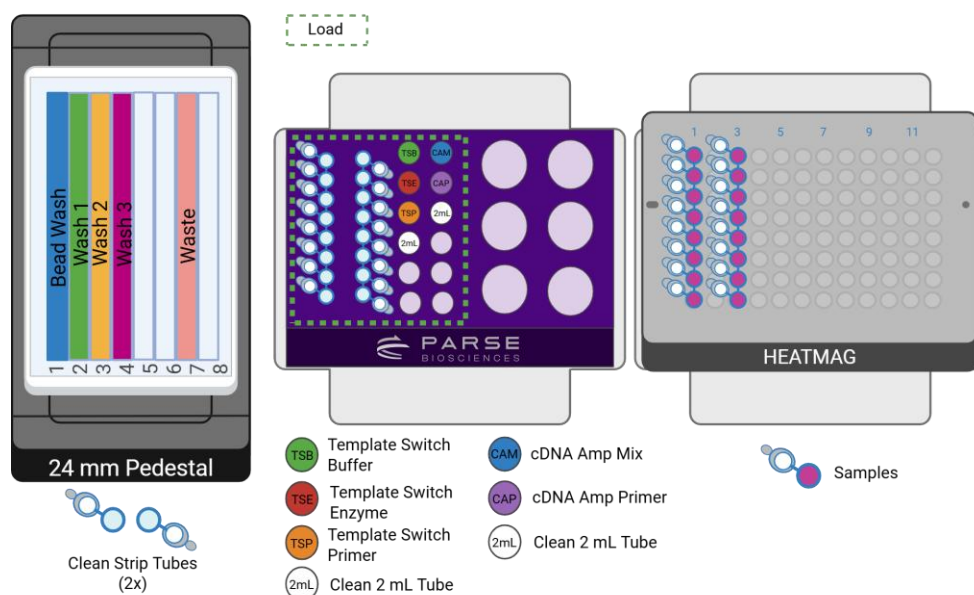 Load
Bead Wash
Wash 1
Wash 2
Wash 3
Waste
1
2
3
4
5
6
7
8
24 mm Pedestal
Clean Strip Tubes
(2x)
TSB
CAM
TSE
CAP
TSP
2mL
2mL
PARSE
BIOSCIENCES
1
3
5
7
9
11
HEATMAG
TSB
Template Switch
Buffer
TSE
Template Switch
Enzyme
TSP
Template Switch
Primer
2mL
Clean 2 mL Tube
CAM
cDNA Amp Mix
CAP
cDNA Amp Primer
2mL
Clean 2 mL Tube
Samples